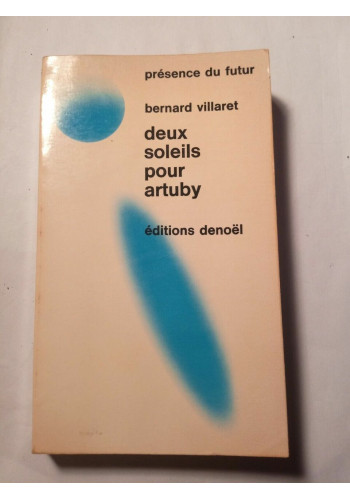 présence du futur
bernard villaret
deux
soleils
pour
artuby
éditions denoël